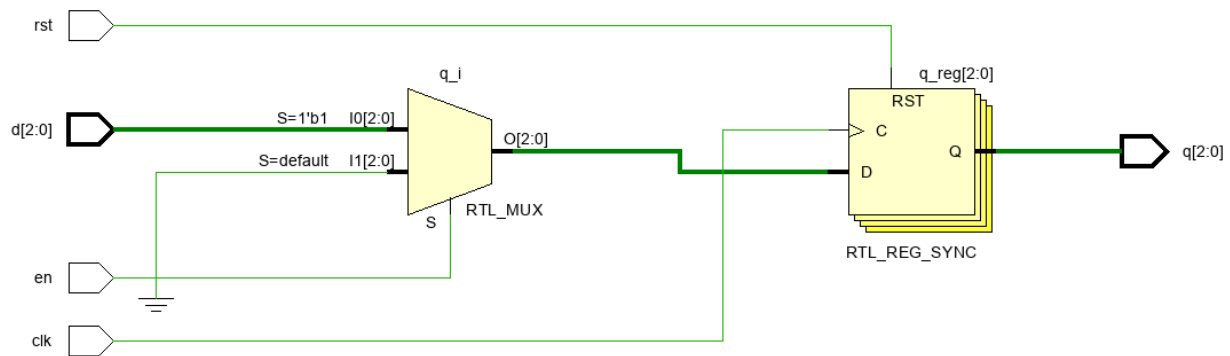 rst
q_i
q_reg[2:0]
RST
d[2:0]
S=1'b1
I0[2:0]
O[2:0]
C
S=default
I1[2:0]
D
Q
q[2:0]
S
RTL_MUX
RTL_REG_SYNC
en
clk